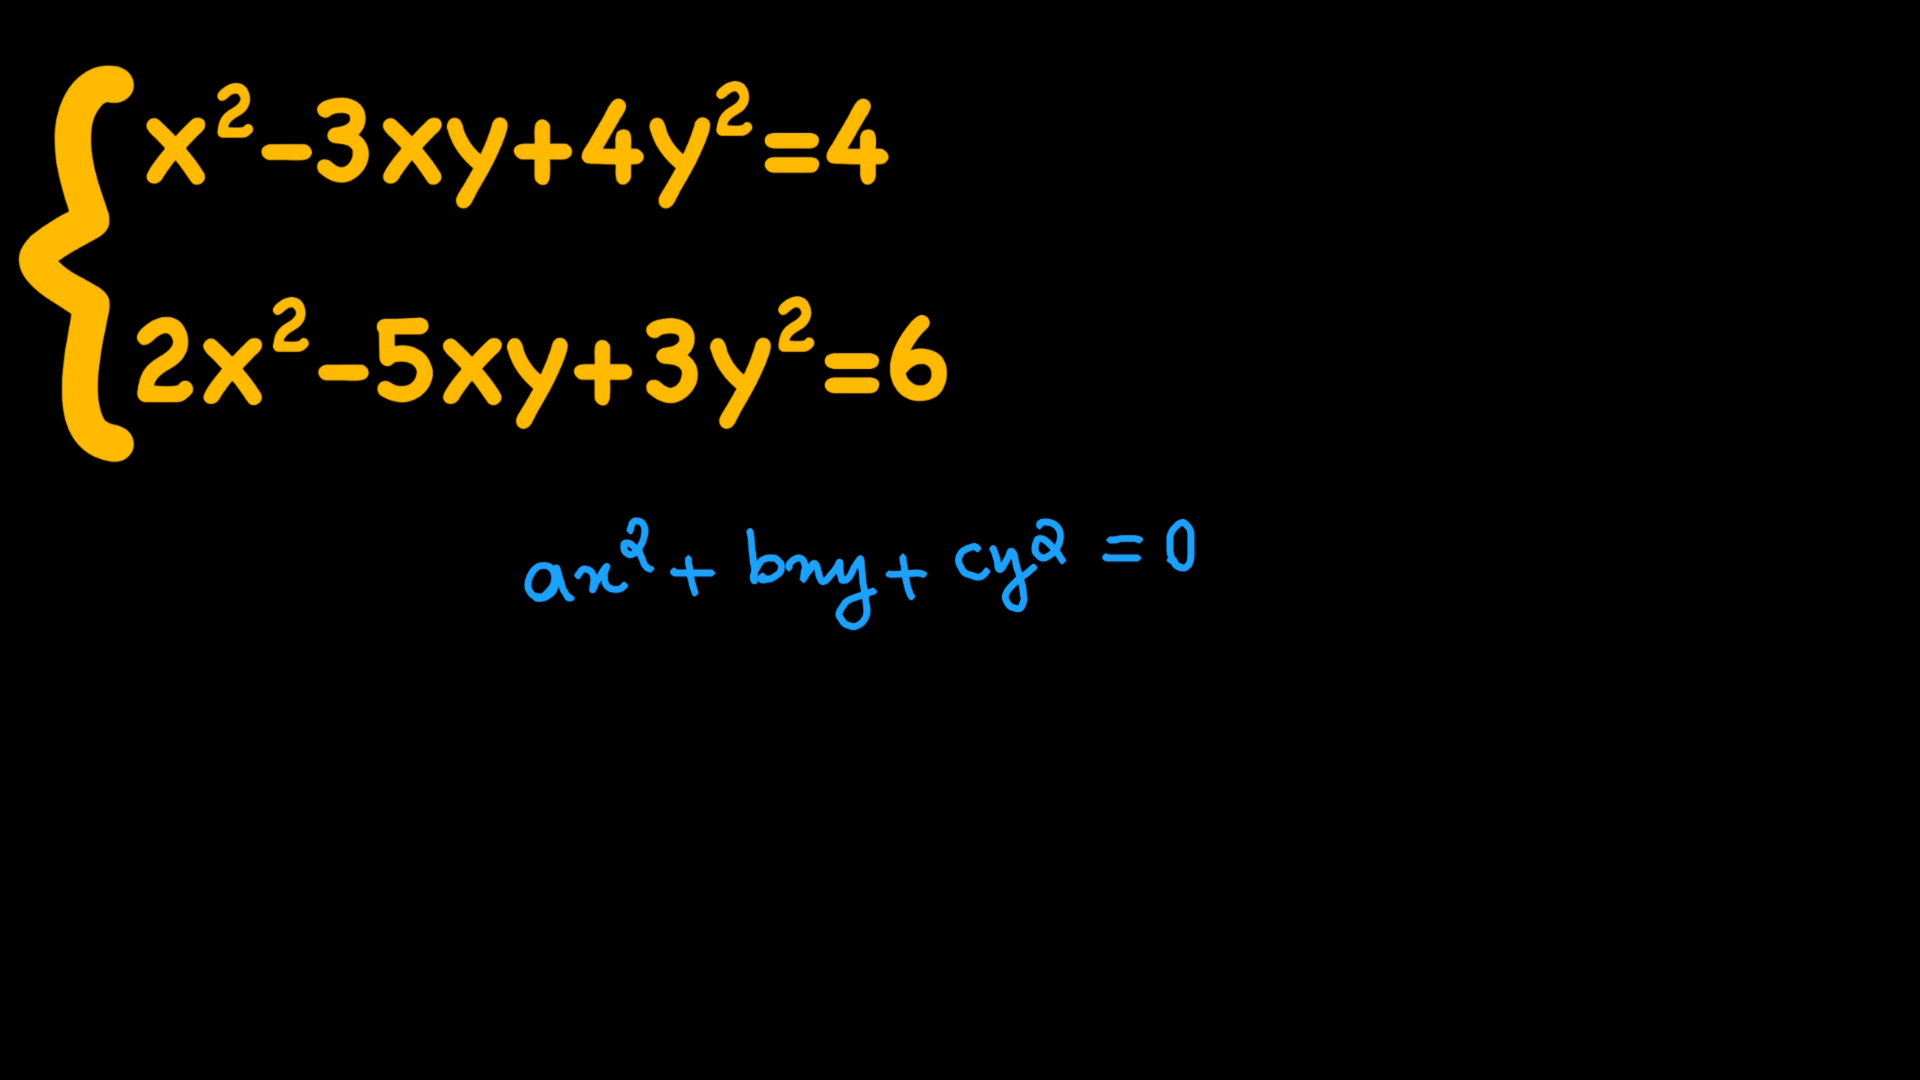 x²-3xy+4y²=4
2x²-5xy+3y²=6
ax² + bxy + cy² = 0